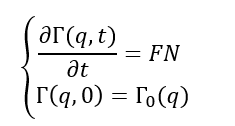 ∂Γ(q,t)/∂t = FN
Γ(q,0) = Γ₀(q)